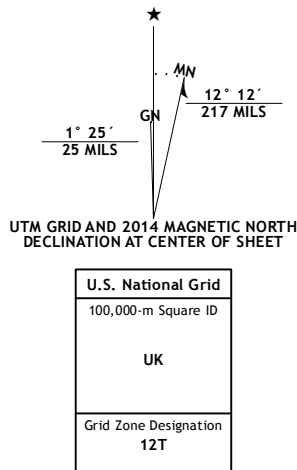 ★
MN
GN
12° 12´
217 MILS
1° 25´
25 MILS
UTM GRID AND 2014 MAGNETIC NORTH
DECLINATION AT CENTER OF SHEET
U.S. National Grid
100,000-m Square ID
UK
Grid Zone Designation
12T